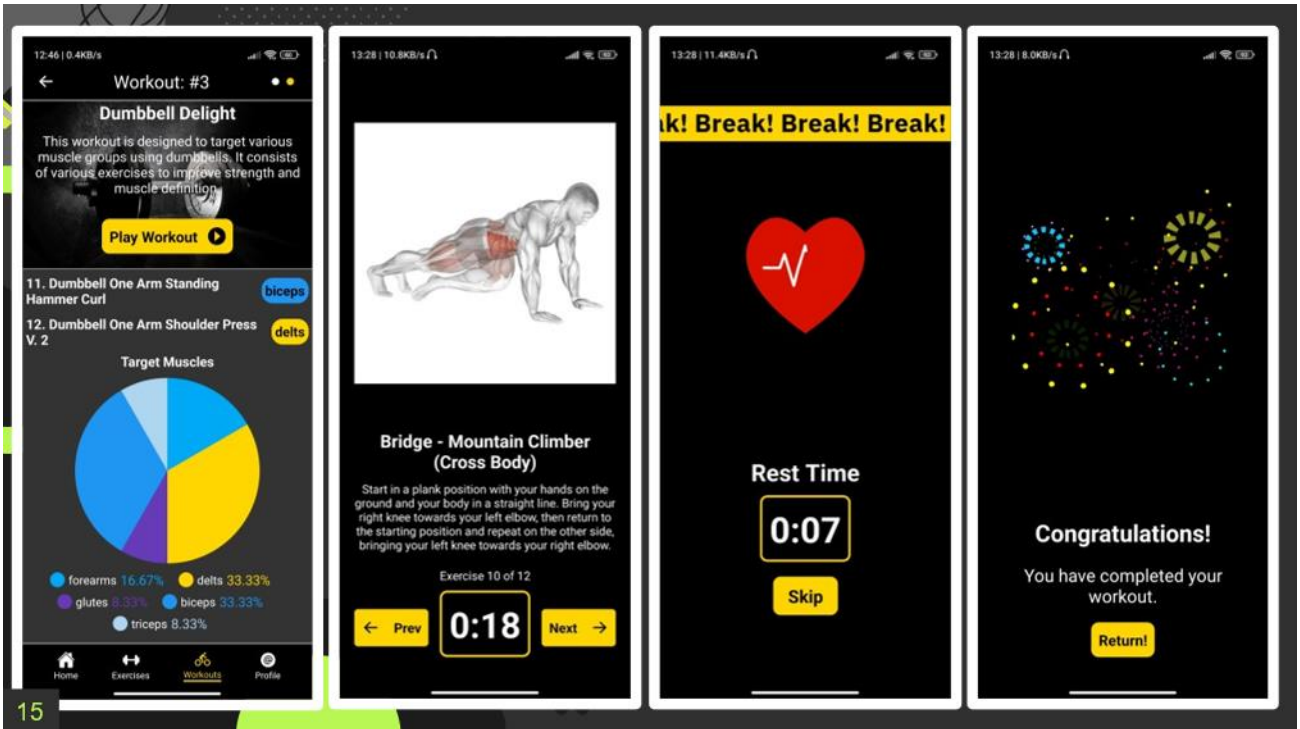 12:46 | 0.4KB/s
92
Workout: #3
Dumbbell Delight
This workout is designed to target various
muscle groups using dumbbells. It consists
of various exercises to improve strength and
muscle definition.
Play Workout
11. Dumbbell One Arm Standing
Hammer Curl
biceps
12. Dumbbell One Arm Shoulder Press
V. 2
delts
Target Muscles
forearms 16.67%
delts 33.33%
glutes 8.33%
biceps 33.33%
triceps 8.33%
Home
Exercises
Workouts
Profile
13:28 | 10.8KB/s
92
Bridge - Mountain Climber
(Cross Body)
Start in a plank position with your hands on the
ground and your body in a straight line. Bring your
right knee towards your left elbow, then return to
the starting position and repeat on the other side,
bringing your left knee towards your right elbow.
Exercise 10 of 12
Prev
0:18
Next
13:28 | 11.4KB/s
92
ak! Break! Break! Break!
Rest Time
0:07
Skip
13:28 | 8.0KB/s
92
Congratulations!
You have completed your
workout.
Return!
15